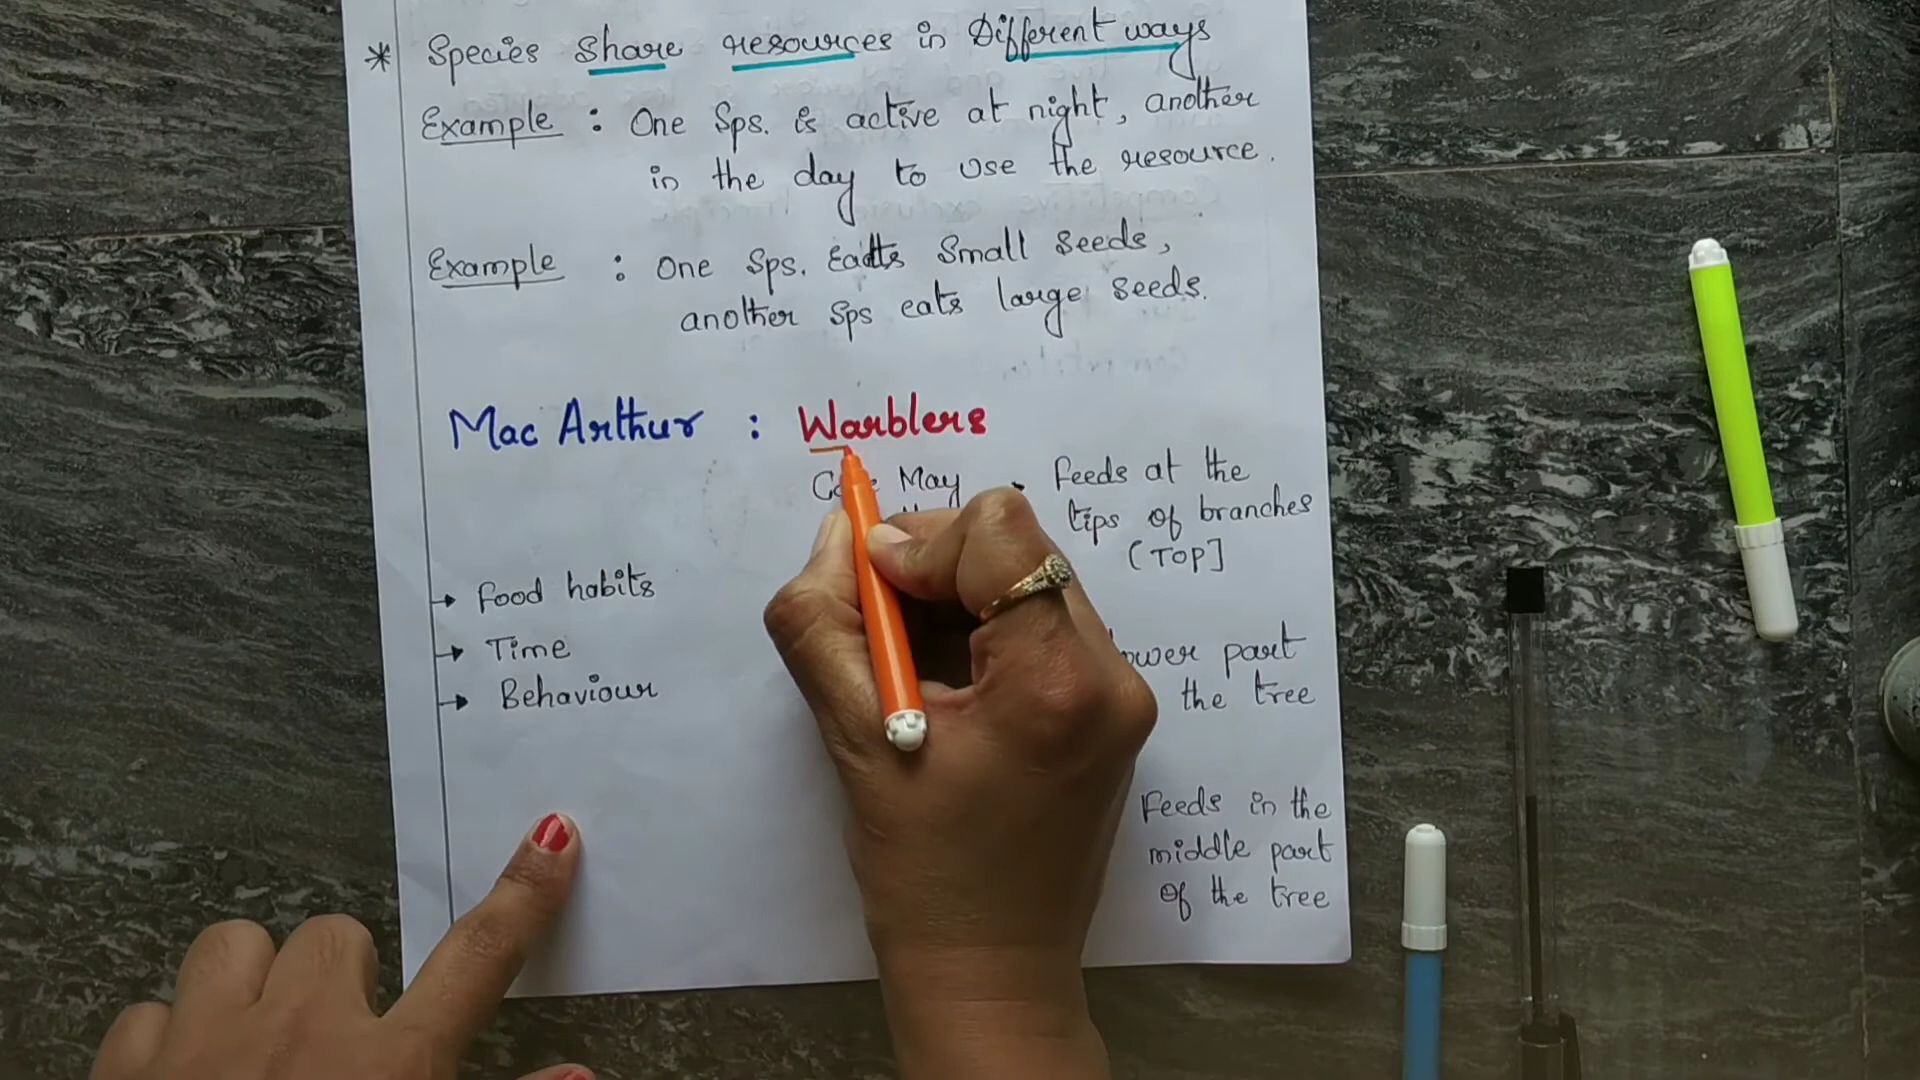 * Species share resources in Different ways
Example : One Sps. is active at night, another
in the day to use the resource.
Example : One Sps. Eatts Small seeds,
another sps eats large seeds.
Mac Arthur : Warblers
May → feeds at the
tips of branches
(TOP]
→ food habits
→ Time
→ Behaviour
part
the tree
Feeds in the
middle part
of the tree